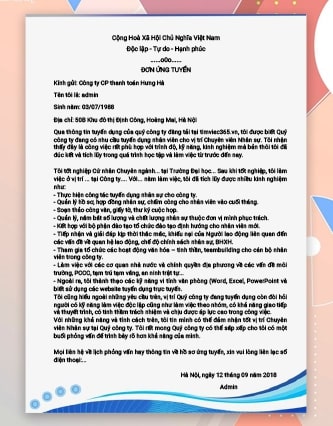 Cộng Hoà Xã Hội Chủ Nghĩa Việt Nam
Độc lập - Tự do - Hạnh phúc
......o0o......
ĐƠN ỨNG TUYỂN
Kính gửi: Công ty CP thanh toán Hưng Hà
Tên tôi là: admin
Sinh năm: 03/07/1988
Địa chỉ: 50B Khu đô thị Định Công, Hoàng Mai, Hà Nội
Qua thông tin tuyển dụng của quý công ty đăng tải tại timviec365.vn, tôi được biết Quý
công ty đang có nhu cầu tuyển dụng nhân viên cho vị trí Chuyên viên Nhân sự. Tôi nhận
thấy đây là công việc rất phù hợp với trình độ, kỹ năng, kinh nghiệm mà bản thân tôi đã
đúc kết và tích lũy trong quá trình học tập và làm việc từ trước đến nay.
Tôi tốt nghiệp Cử nhân Chuyên ngành... tại Trường Đại học... Sau khi tốt nghiệp, tôi làm
việc ở vị trí ... tại Công ty.... Với... năm làm việc, tôi đã tích lũy được nhiều kinh nghiệm
như:
- Thực hiện công tác tuyển dụng nhân sự cho công ty.
- Quản lý hồ sơ, hợp đồng nhân sự, chấm công cho nhân viên vào cuối tháng.
- Soạn thảo công văn, giấy tờ, thư ký cuộc họp.
- Quản lý, nắm bắt số lượng và chất lượng nhân sự thuộc đơn vị mình phục trách.
- Kết hợp với bộ phận đào tạo tổ chức đào tạo định hướng cho nhân viên mới.
- Tiếp nhận và giải đáp kịp thời thắc mắc, khiếu nại của Người lao động liên quan đến
các vấn đề về quan hệ lao động, chế độ chính sách nhân sự, BHXH.
- Tham gia tổ chức các hoạt động văn hóa – tinh thần, teambuilding cho cán bộ nhân
viên trong công ty.
- Làm việc với các cơ quan nhà nước và chính quyền địa phương về các vấn đề môi
trường, PCCC, tạm trú tạm vắng, an ninh trật tự...
- Ngoài ra, tôi thành thạo các kỹ năng vi tính văn phòng (Word, Excel, PowerPoint và
biết sử dụng các website tuyển dụng trực tuyến.
Tôi cũng hiểu ngoài những yêu cầu trên, vị trí Quý công ty đang tuyển dụng còn đòi hỏi
người có kỹ năng làm việc độc lập cũng như làm việc theo nhóm, có khả năng giao tiếp
và thuyết trình, có tinh thần trách nhiệm và chịu được áp lực cao trong công việc.
Với những khả năng và tính cách trên, tôi tin mình có thể đảm nhận tốt vị trí Chuyên
viên Nhân sự tại Quý công ty. Tôi rất mong Quý công ty có thể sắp xếp cho tôi có một
buổi phỏng vấn để trình bày rõ hơn khả năng của mình.
Mọi liên hệ về lịch phỏng vấn hay thông tin về hồ sơ ứng tuyển, xin vui lòng liên lạc số
điện thoại:...
Hà Nội, ngày 12 tháng 09 năm 2018
Admin